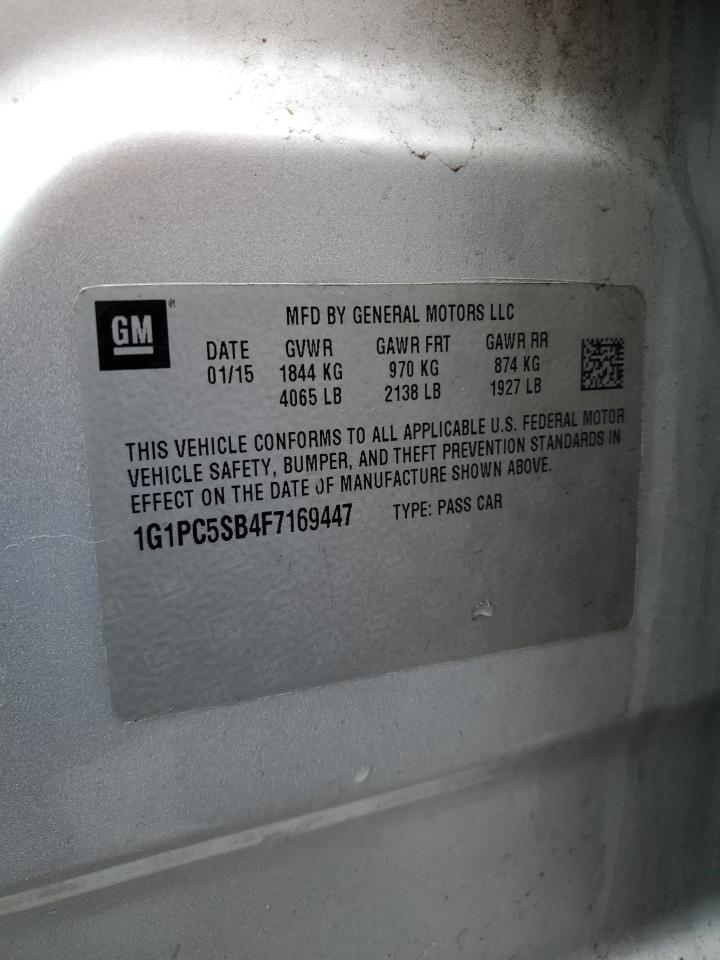 GM®
MFD BY GENERAL MOTORS LLC
DATE GVWR GAWR FRT GAWR RR
01/15 1844 KG 970 KG 874 KG
4065 LB 2138 LB 1927 LB
THIS VEHICLE CONFORMS TO ALL APPLICABLE U.S. FEDERAL MOTOR
VEHICLE SAFETY, BUMPER, AND THEFT PREVENTION STANDARDS IN
EFFECT ON THE DATE OF MANUFACTURE SHOWN ABOVE.
1G1PC5SB4F7169447 TYPE: PASS CAR